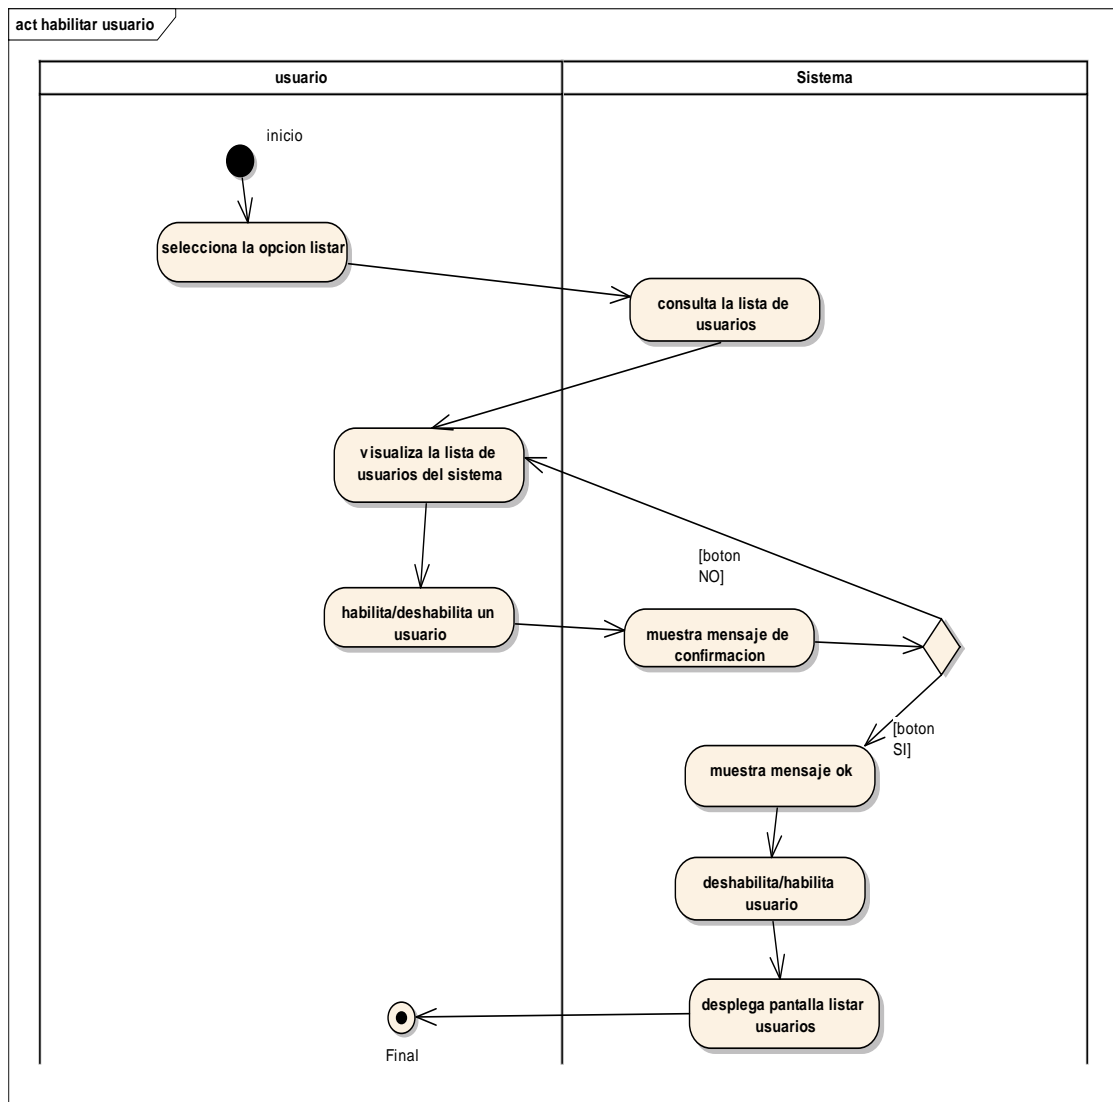 act habilitar usuario
usuario
Sistema
inicio
selecciona la opcion listar
consulta la lista de
usuarios
visualiza la lista de
usuarios del sistema
[boton
NO]
habilita/deshabilita un
usuario
muestra mensaje de
confirmacion
[boton
SI]
muestra mensaje ok
deshabilita/habilita
usuario
desplega pantalla listar
usuarios
Final